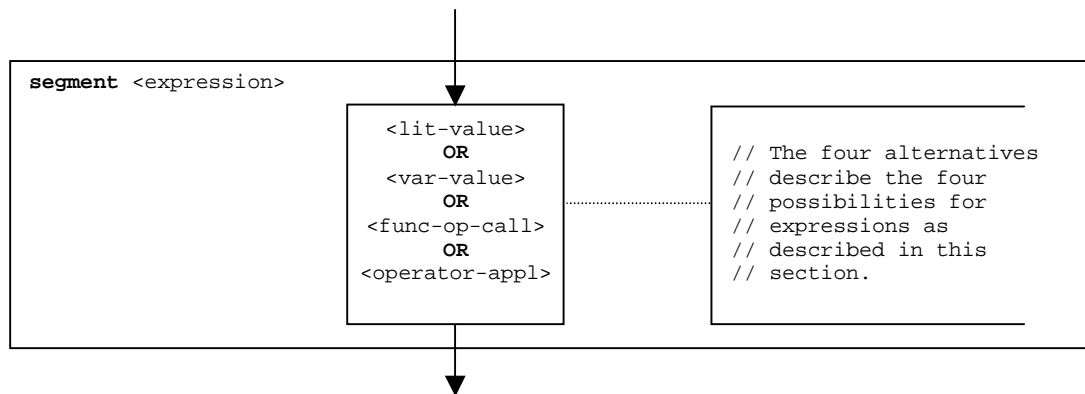 segment <expression>
<lit-value>
OR
<var-value>
OR
<func-op-call>
OR
<operator-appl>
// The four alternatives
// describe the four
// possibilities for
// expressions as
// described in this
// section.